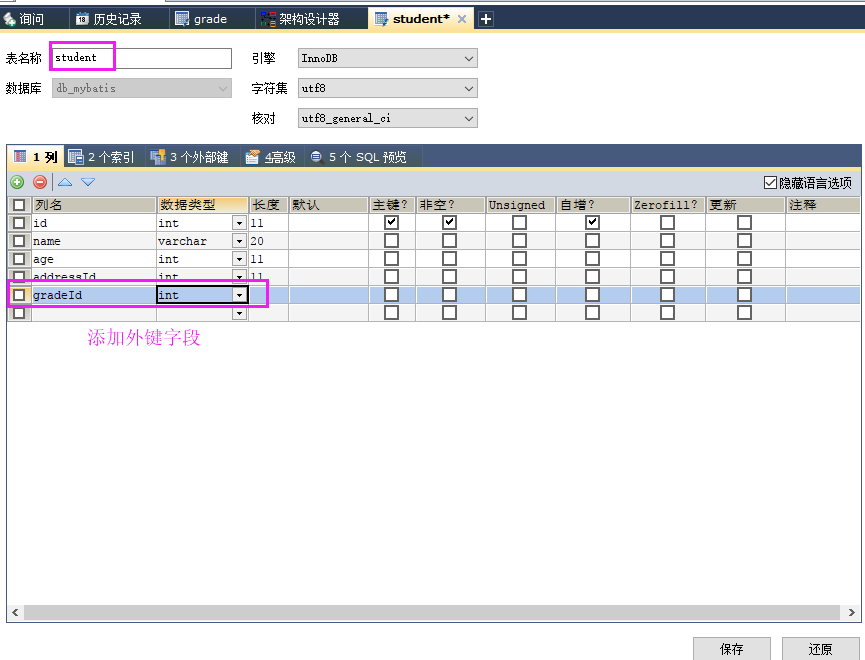 询问 历史记录 grade 架构设计器 student*
表名称 student 引擎 InnoDB
数据库 db_mybatis 字符集 utf8
核对 utf8_general_ci
1 列 2 个索引 3 个外部键 4高级 5 个 SQL 预览
隐藏语言选项
列名 数据类型 长度 默认 主键? 非空? Unsigned 自增? Zerofill? 更新 注释
id int 11
name varchar 20
age int 11
addressId int 11
gradeId int
添加外键字段
保存 还原